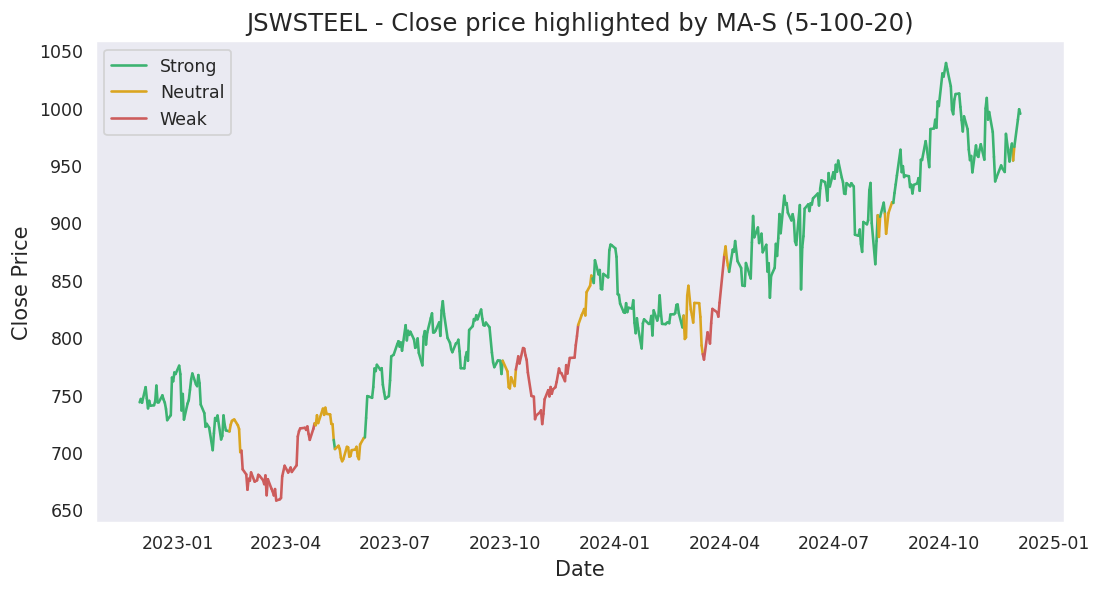 JSWSTEEL - Close price highlighted by MA-S (5-100-20)
Strong
Neutral
Weak
Close Price
1050
1000
950
900
850
800
750
700
650
2023-01 2023-04 2023-07 2023-10 2024-01 2024-04 2024-07 2024-10 2025-01
Date